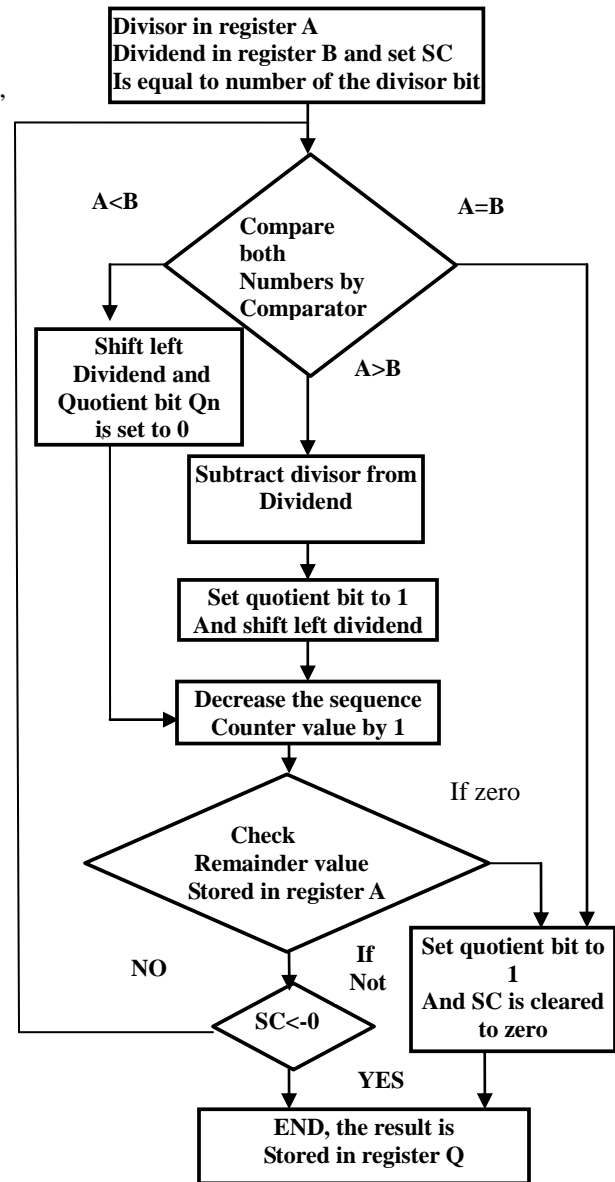 Divisor in register A
Dividend in register B and set SC
Is equal to number of the divisor bit
,
A<B
A=B
Compare
both
Numbers by
Comparator
Shift left
Dividend and
Quotient bit Qn
is set to 0
A>B
Subtract divisor from
Dividend
Set quotient bit to 1
And shift left dividend
Decrease the sequence
Counter value by 1
If zero
Check
Remainder value
Stored in register A
Set quotient bit to
1
And SC is cleared
to zero
NO
If
Not
SC<-0
YES
END, the result is
Stored in register Q